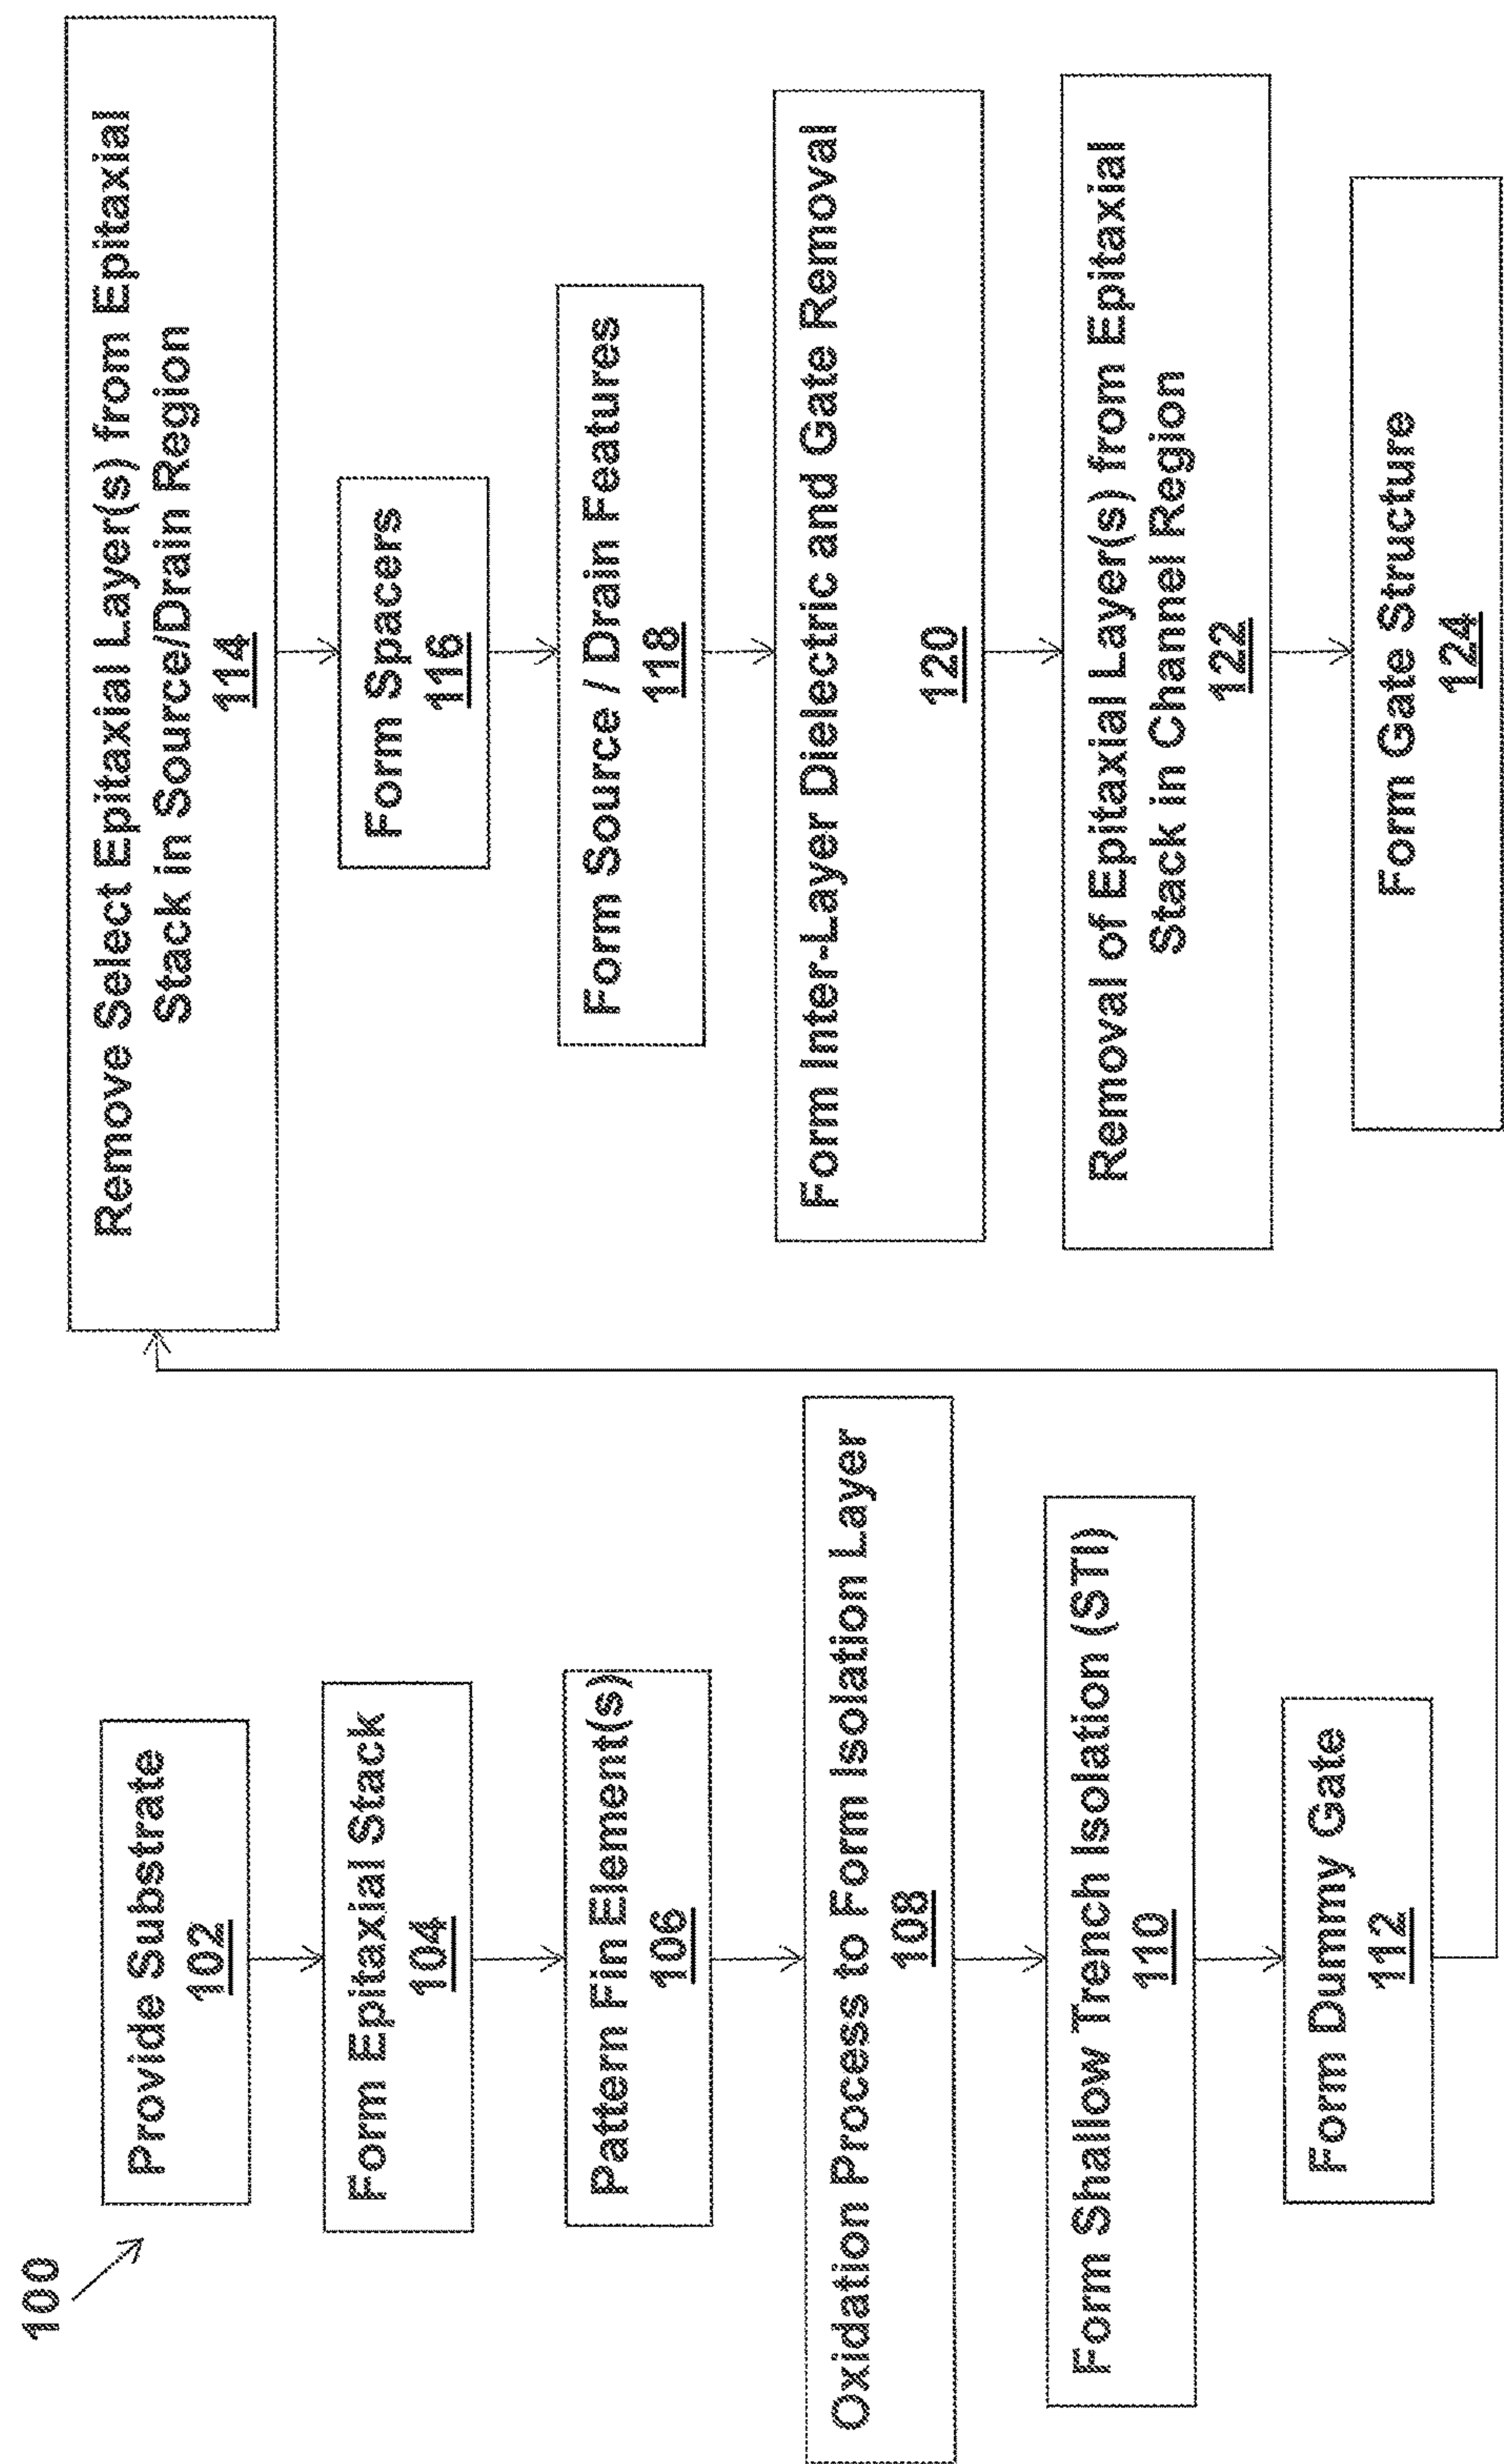 100
Provide Substrate
102
Form Epitaxial Stack
104
Pattern Fin Element(s)
106
Oxidation Process to Form Isolation Layer
108
Form Shallow Trench Isolation (STI)
110
Form Dummy Gate
112
Remove Select Epitaxial Layer(s) from Epitaxial
Stack in Source/Drain Region
114
Form Spacers
116
Form Source / Drain Features
118
Form Inter-Layer Dielectric and Gate Removal
120
Removal of Epitaxial Layer(s) from Epitaxial
Stack in Channel Region
122
Form Gate Structure
124